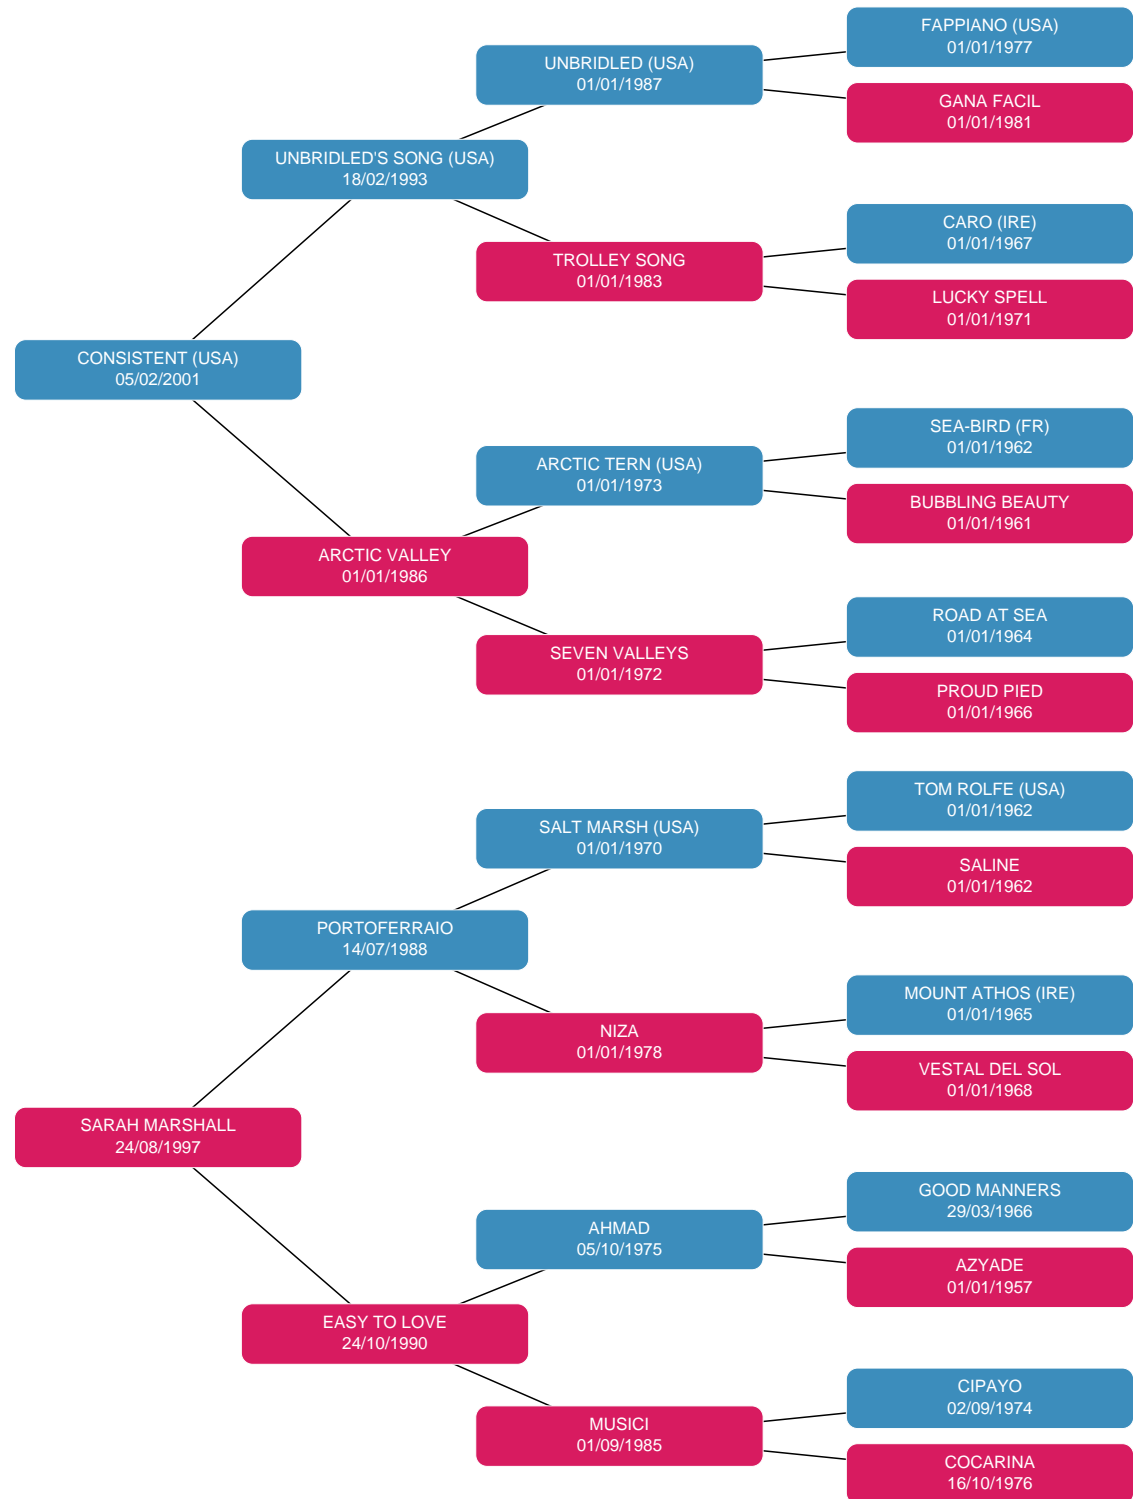 FAPPIANO (USA)
01/01/1977
UNBRIDLED (USA)
01/01/1987
GANA FACIL
01/01/1981
UNBRIDLED'S SONG (USA)
18/02/1993
CARO (IRE)
01/01/1967
TROLLEY SONG
01/01/1983
LUCKY SPELL
01/01/1971
CONSISTENT (USA)
05/02/2001
SEA-BIRD (FR)
01/01/1962
ARCTIC TERN (USA)
01/01/1973
BUBBLING BEAUTY
01/01/1961
ARCTIC VALLEY
01/01/1986
ROAD AT SEA
01/01/1964
SEVEN VALLEYS
01/01/1972
PROUD PIED
01/01/1966
TOM ROLFE (USA)
01/01/1962
SALT MARSH (USA)
01/01/1970
SALINE
01/01/1962
PORTOFERRAIO
14/07/1988
MOUNT ATHOS (IRE)
01/01/1965
NIZA
01/01/1978
VESTAL DEL SOL
01/01/1968
SARAH MARSHALL
24/08/1997
GOOD MANNERS
29/03/1966
AHMAD
05/10/1975
AZYADE
01/01/1957
EASY TO LOVE
24/10/1990
CIPAYO
02/09/1974
MUSICI
01/09/1985
COCARINA
16/10/1976